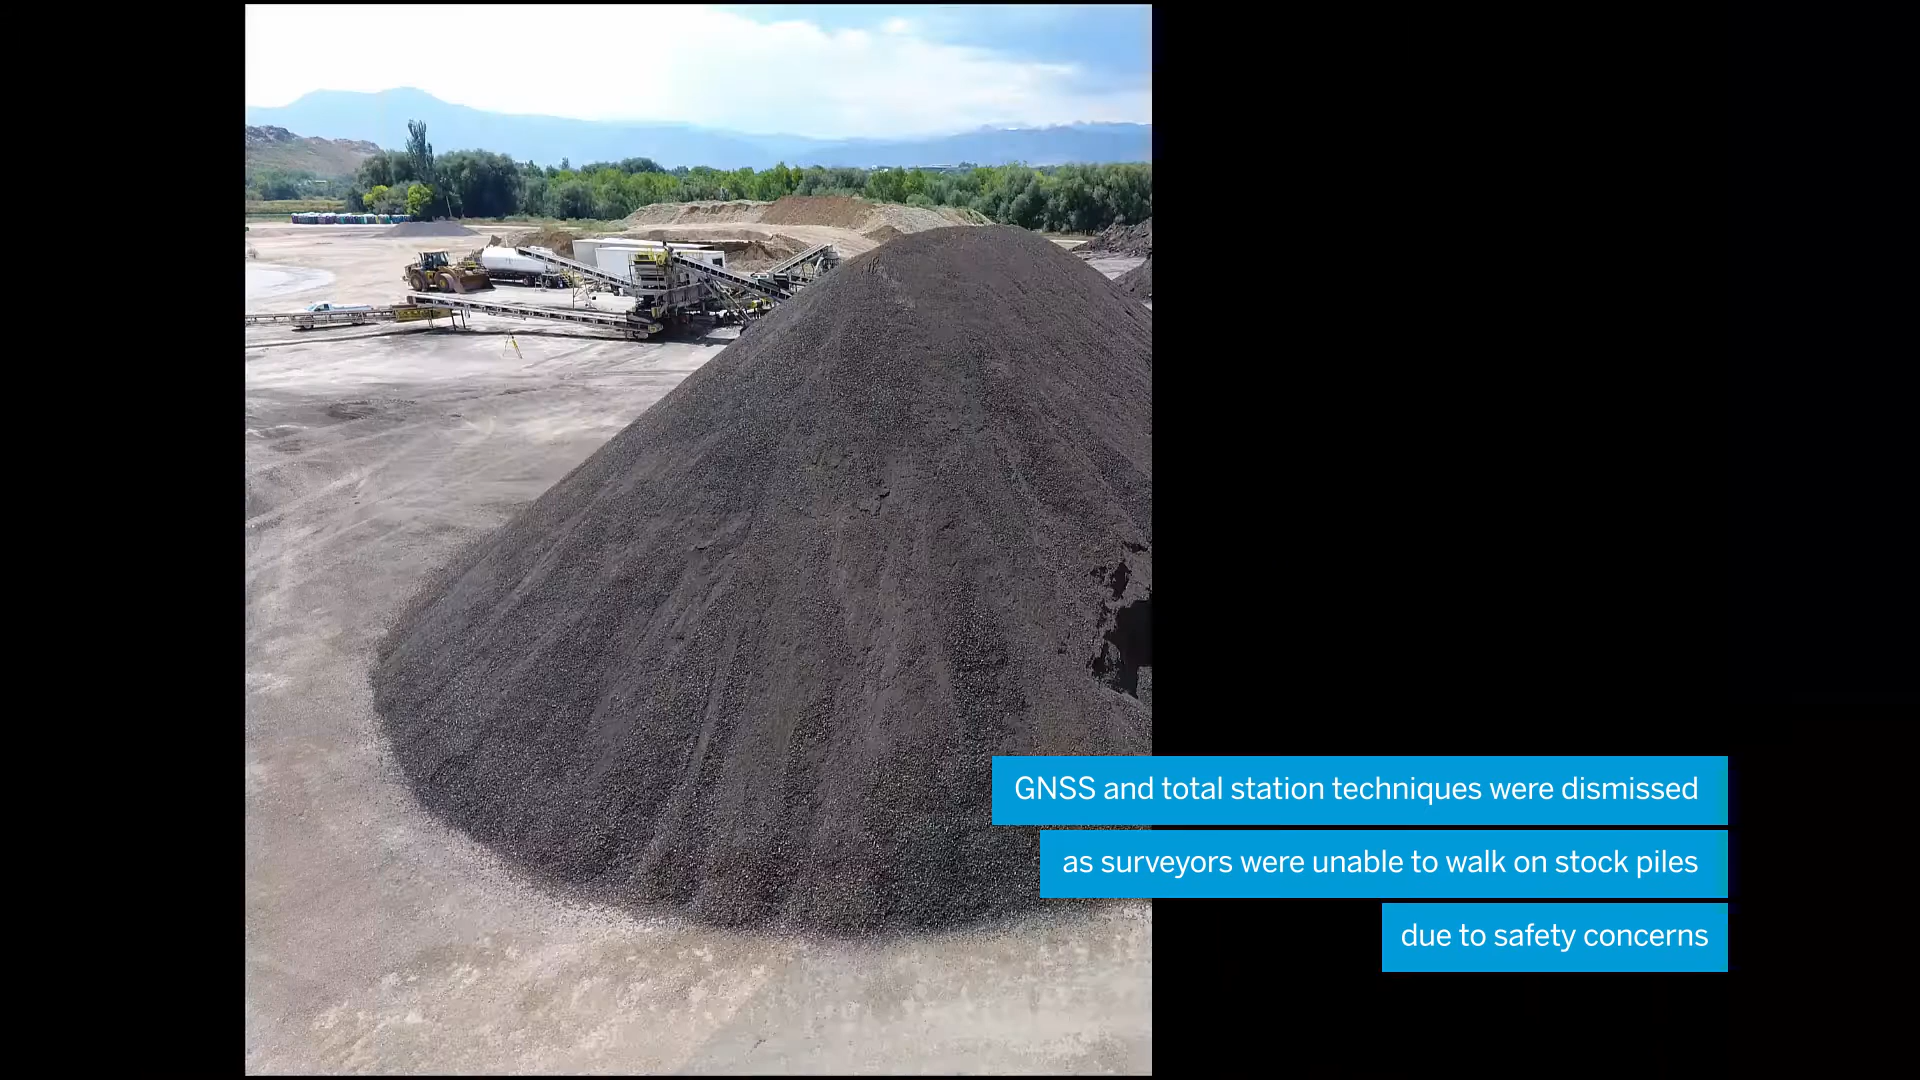 GNSS and total station techniques were dismissed
as surveyors were unable to walk on stock piles
due to safety concerns